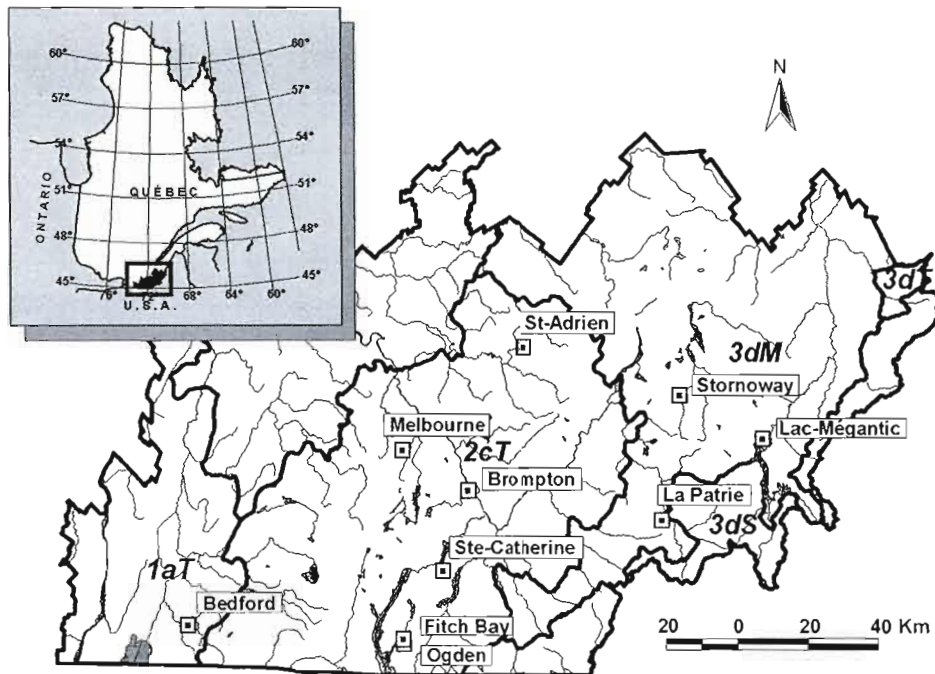 60°
60°
57°
57°
54°
54°
51°
51°
48°
48°
45°
45°
ONTARIO
QUÉBEC
76° 72° 68° 64° 60°
U.S.A.
N
St-Adrien
3dT
3dM
Stornoway
Melbourne
Lac-Mégantic
2cT
Brompton
La Patrie
3dS
Ste-Catherine
1aT
Bedford
Fitch Bay
Ogden
20 0 20 40 Km